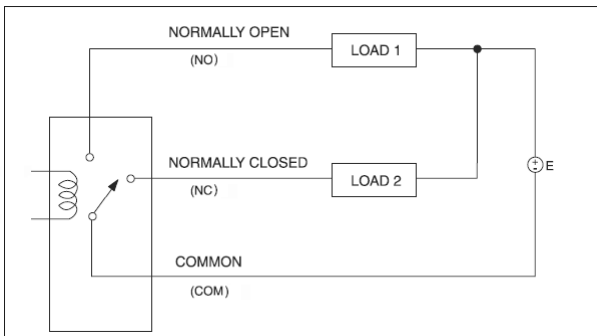 NORMALLY OPEN
(NO)
LOAD 1
NORMALLY CLOSED
(NC)
LOAD 2
+
-
E
COMMON
(COM)